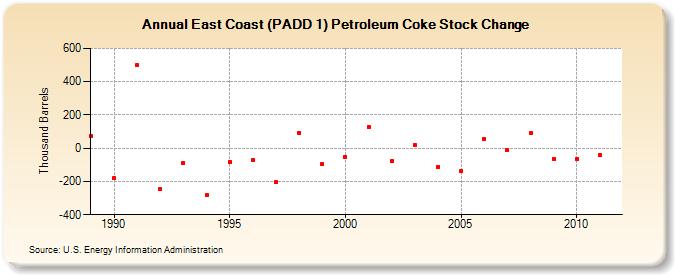 Annual East Coast (PADD 1) Petroleum Coke Stock Change
Thousand Barrels
600
400
200
0
-200
-400
1990 1995 2000 2005 2010
Source: U.S. Energy Information Administration